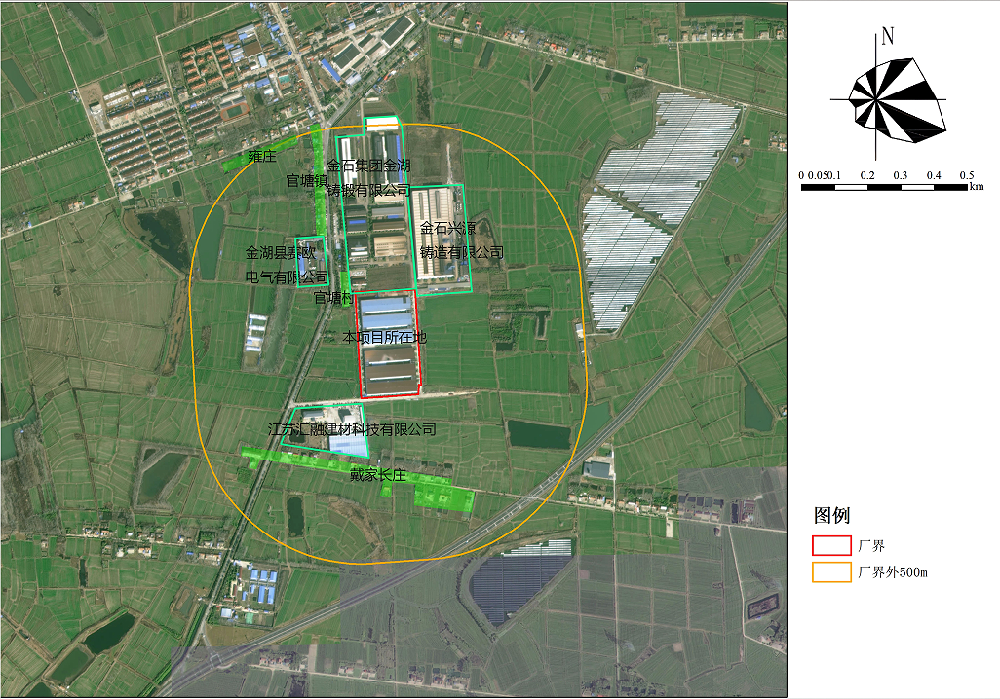 N
0 0.05 0.1 0.2 0.3 0.4 0.5
km
雍庄
官塘镇
金石集团金湖
铸锻有限公司
金石兴源
铸造有限公司
金湖县赛欧
电气有限公司
官塘村
本项目所在地
江苏汇融建材科技有限公司
戴家长庄
图例
厂界
厂界外500m